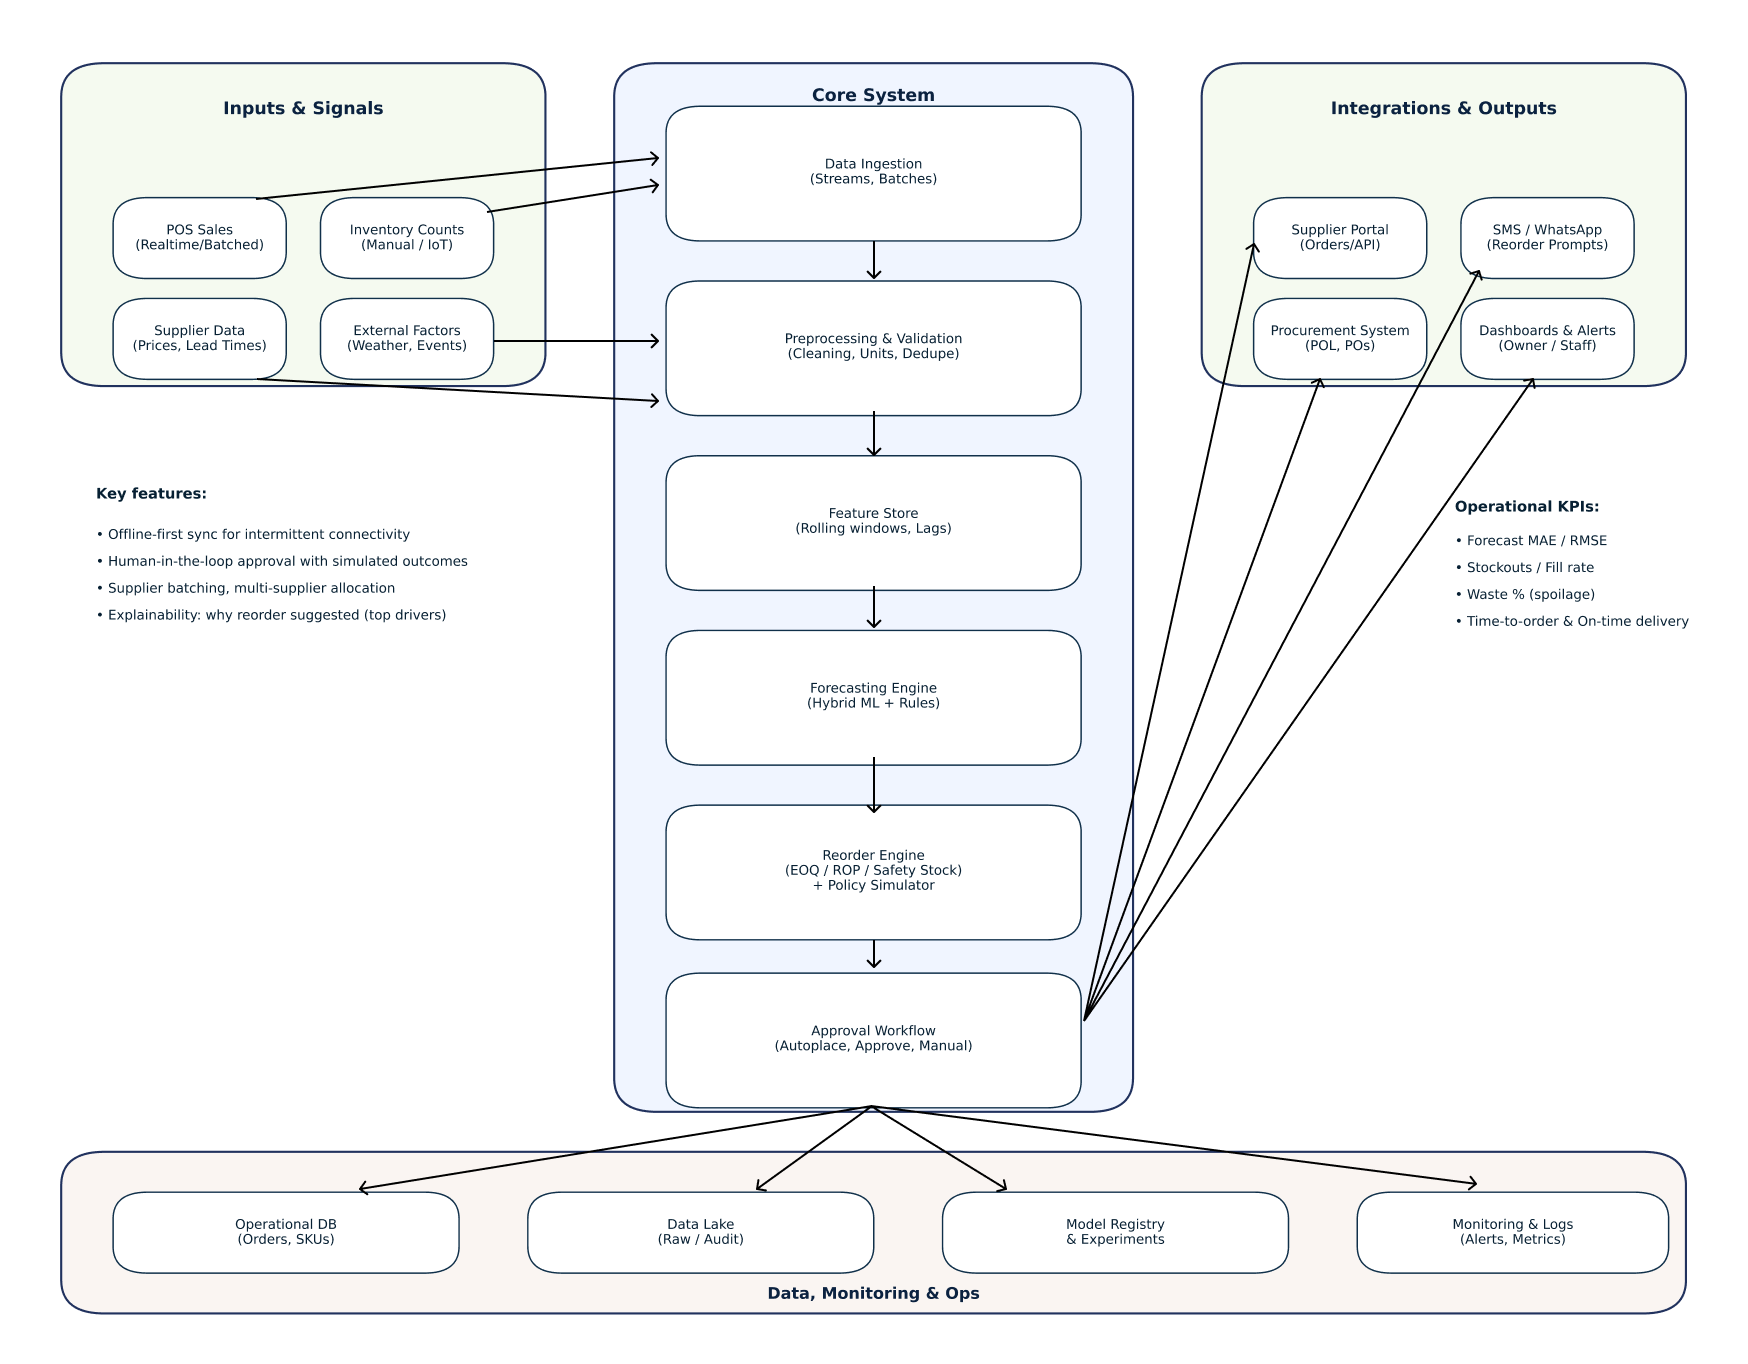 Inputs & Signals
POS Sales
(Realtime/Batched)
Inventory Counts
(Manual / IoT)
Supplier Data
(Prices, Lead Times)
External Factors
(Weather, Events)
Key features:
• Offline-first sync for intermittent connectivity
• Human-in-the-loop approval with simulated outcomes
• Supplier batching, multi-supplier allocation
• Explainability: why reorder suggested (top drivers)
Core System
Data Ingestion
(Streams, Batches)
Preprocessing & Validation
(Cleaning, Units, Dedupe)
Feature Store
(Rolling windows, Lags)
Forecasting Engine
(Hybrid ML + Rules)
Reorder Engine
(EOQ / ROP / Safety Stock)
+ Policy Simulator
Approval Workflow
(Autoplace, Approve, Manual)
Integrations & Outputs
Supplier Portal
(Orders/API)
SMS / WhatsApp
(Reorder Prompts)
Procurement System
(POL, POs)
Dashboards & Alerts
(Owner / Staff)
Operational KPIs:
• Forecast MAE / RMSE
• Stockouts / Fill rate
• Waste % (spoilage)
• Time-to-order & On-time delivery
Operational DB
(Orders, SKUs)
Data Lake
(Raw / Audit)
Model Registry
& Experiments
Monitoring & Logs
(Alerts, Metrics)
Data, Monitoring & Ops